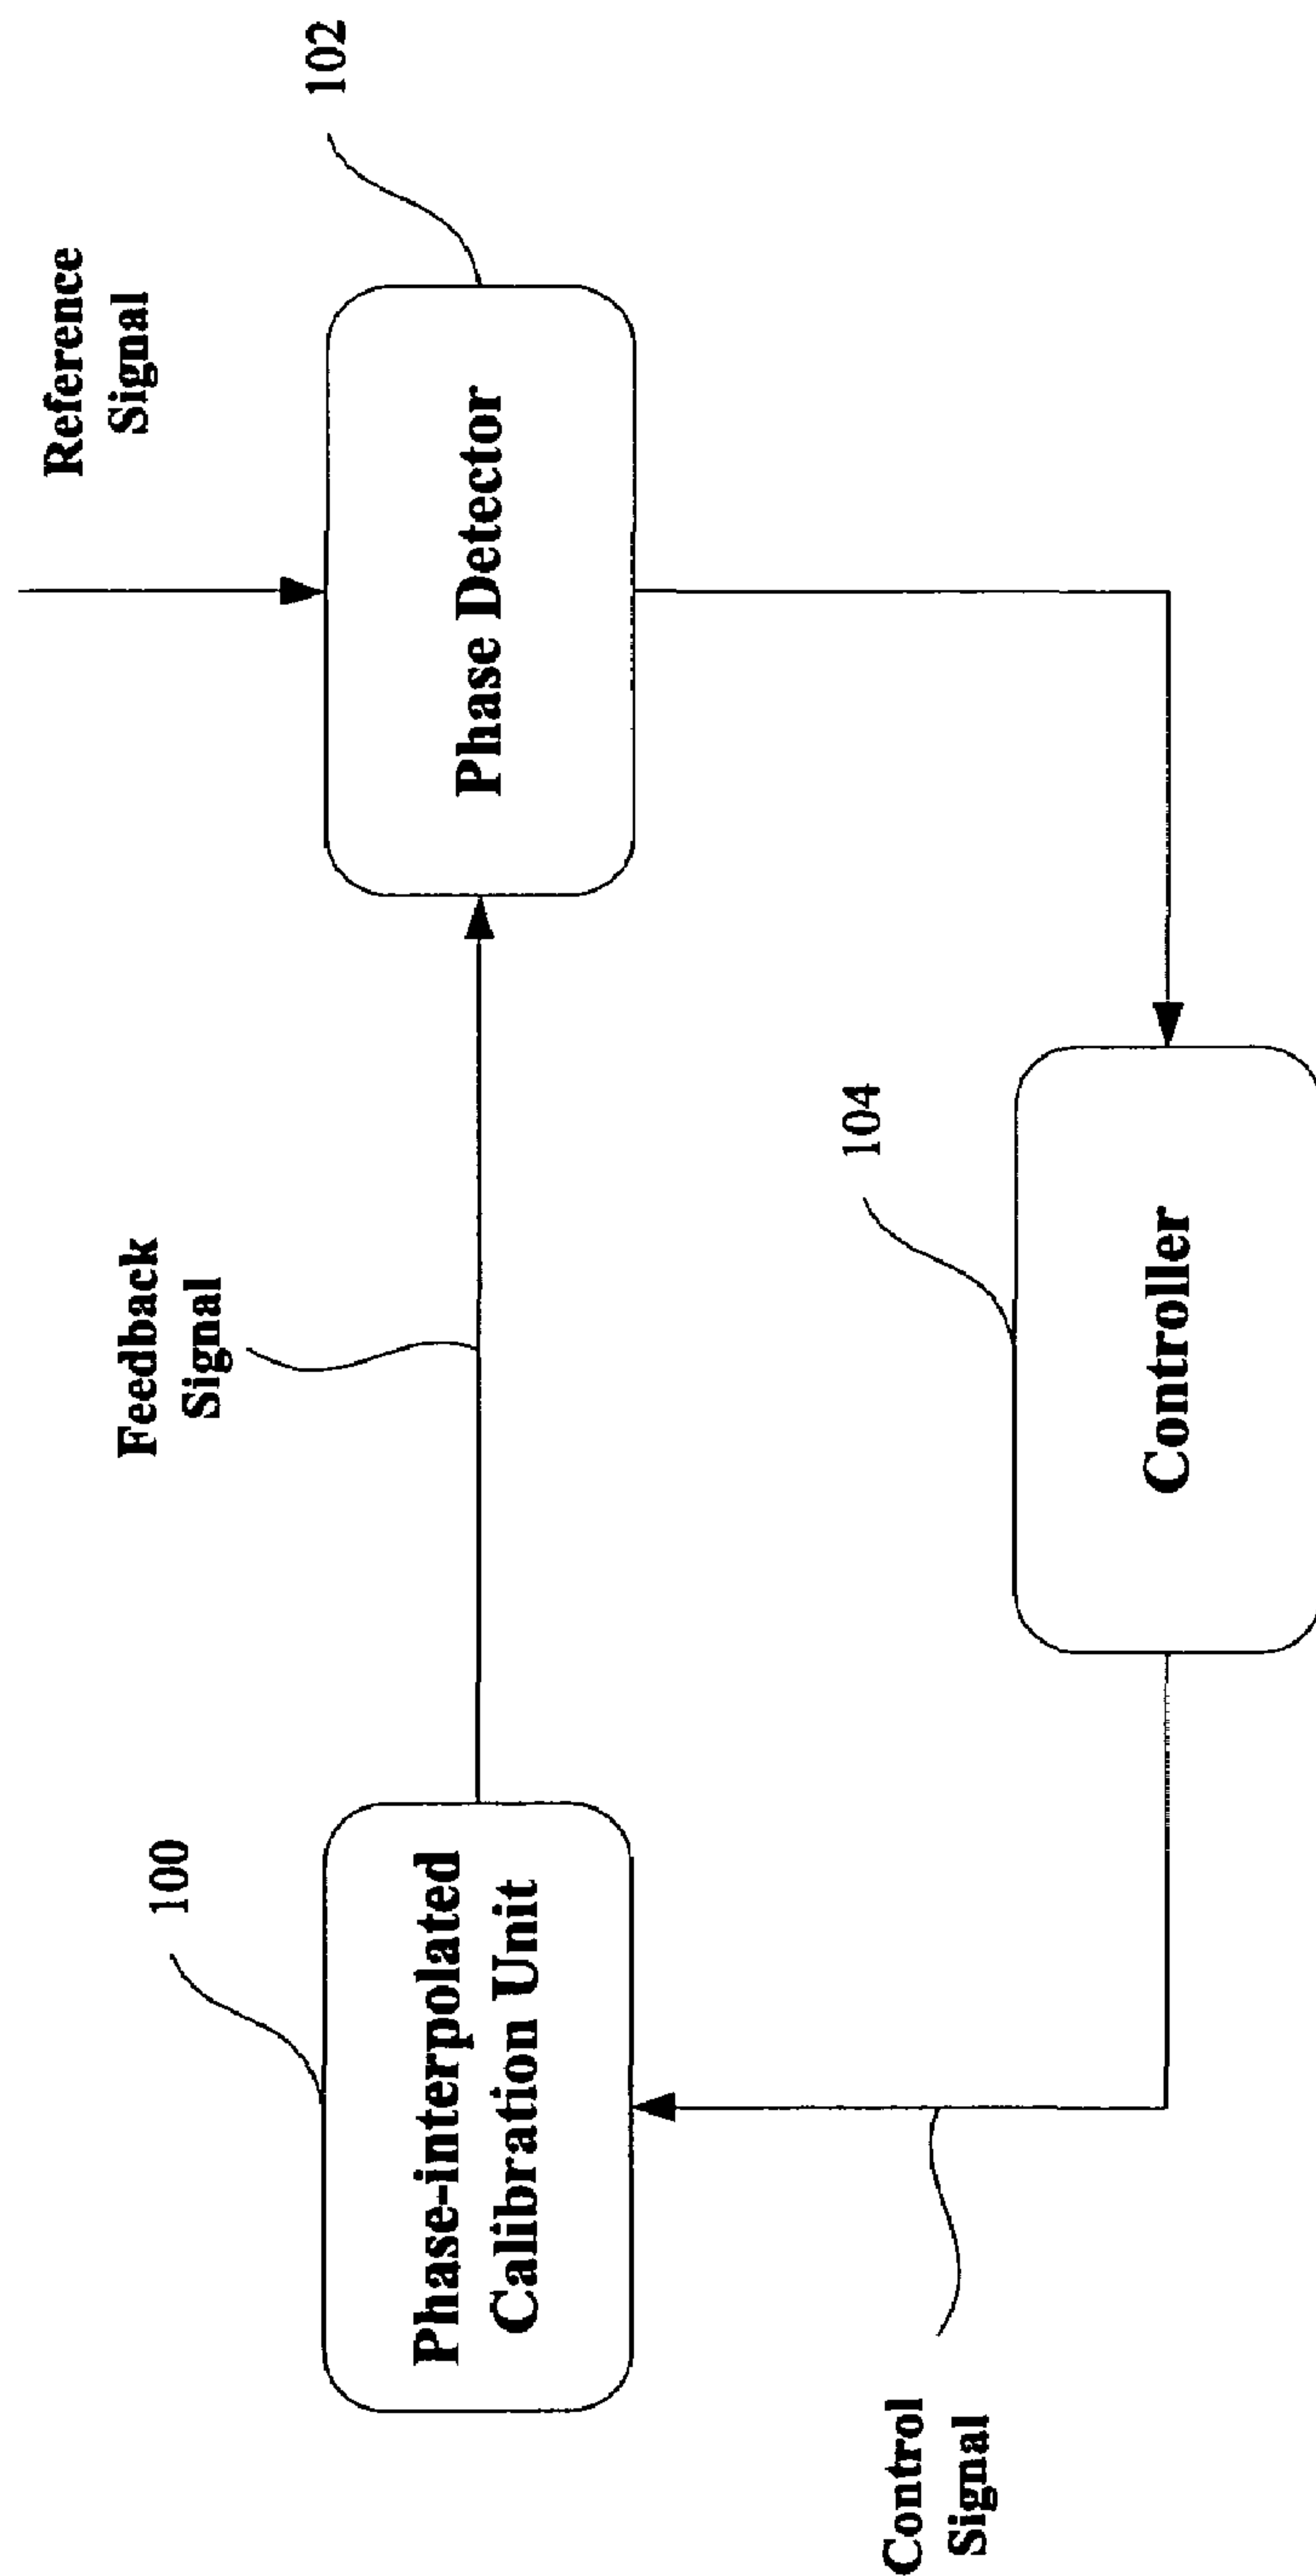 100
Phase-interpolated
Calibration Unit
Feedback
Signal
Reference
Signal
102
Phase Detector
Control
Signal
104
Controller